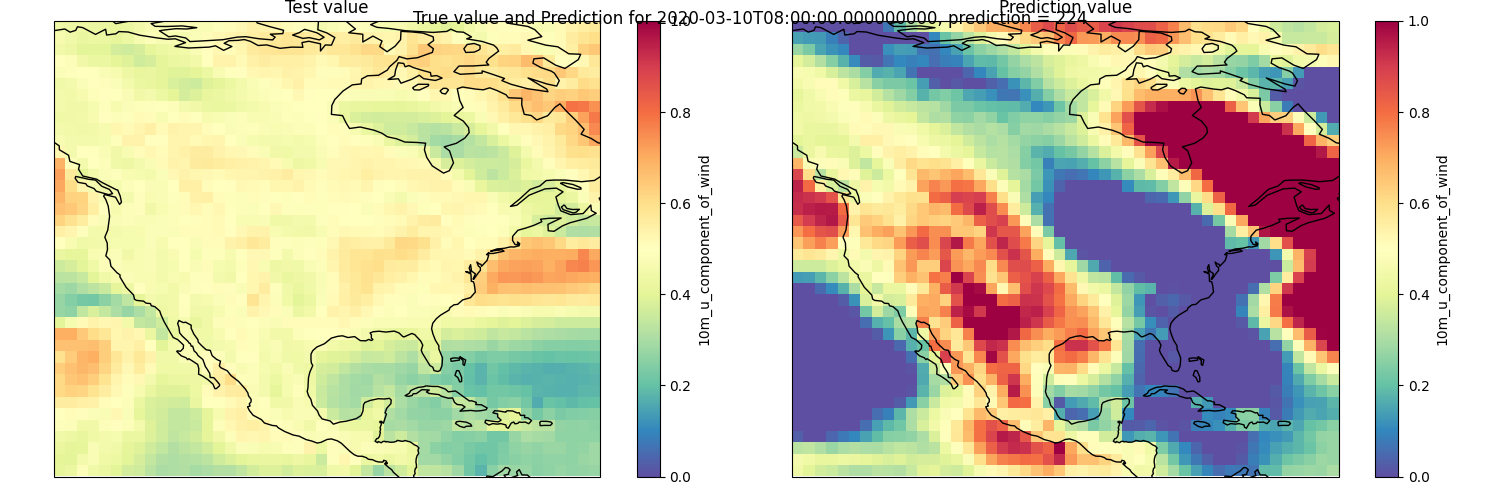 Test value
True value and Prediction for 2020-03-10T08:00:00.000000000, prediction = 224
Prediction value
1.0
0.8
0.6
0.4
0.2
0.0
10m_u_component_of_wind
1.0
0.8
0.6
0.4
0.2
0.0
10m_u_component_of_wind